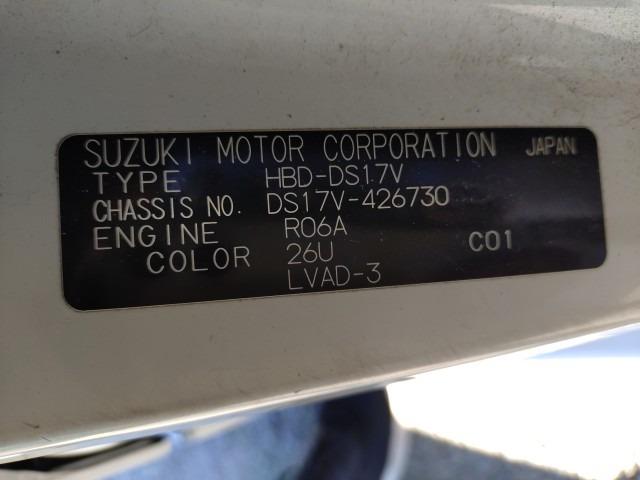 SUZUKI MOTOR CORPORATION JAPAN
TYPE HBD-DS17V
CHASSIS NO. DS17V-426730
ENGINE R06A
COLOR 26U C01
LVAD-3